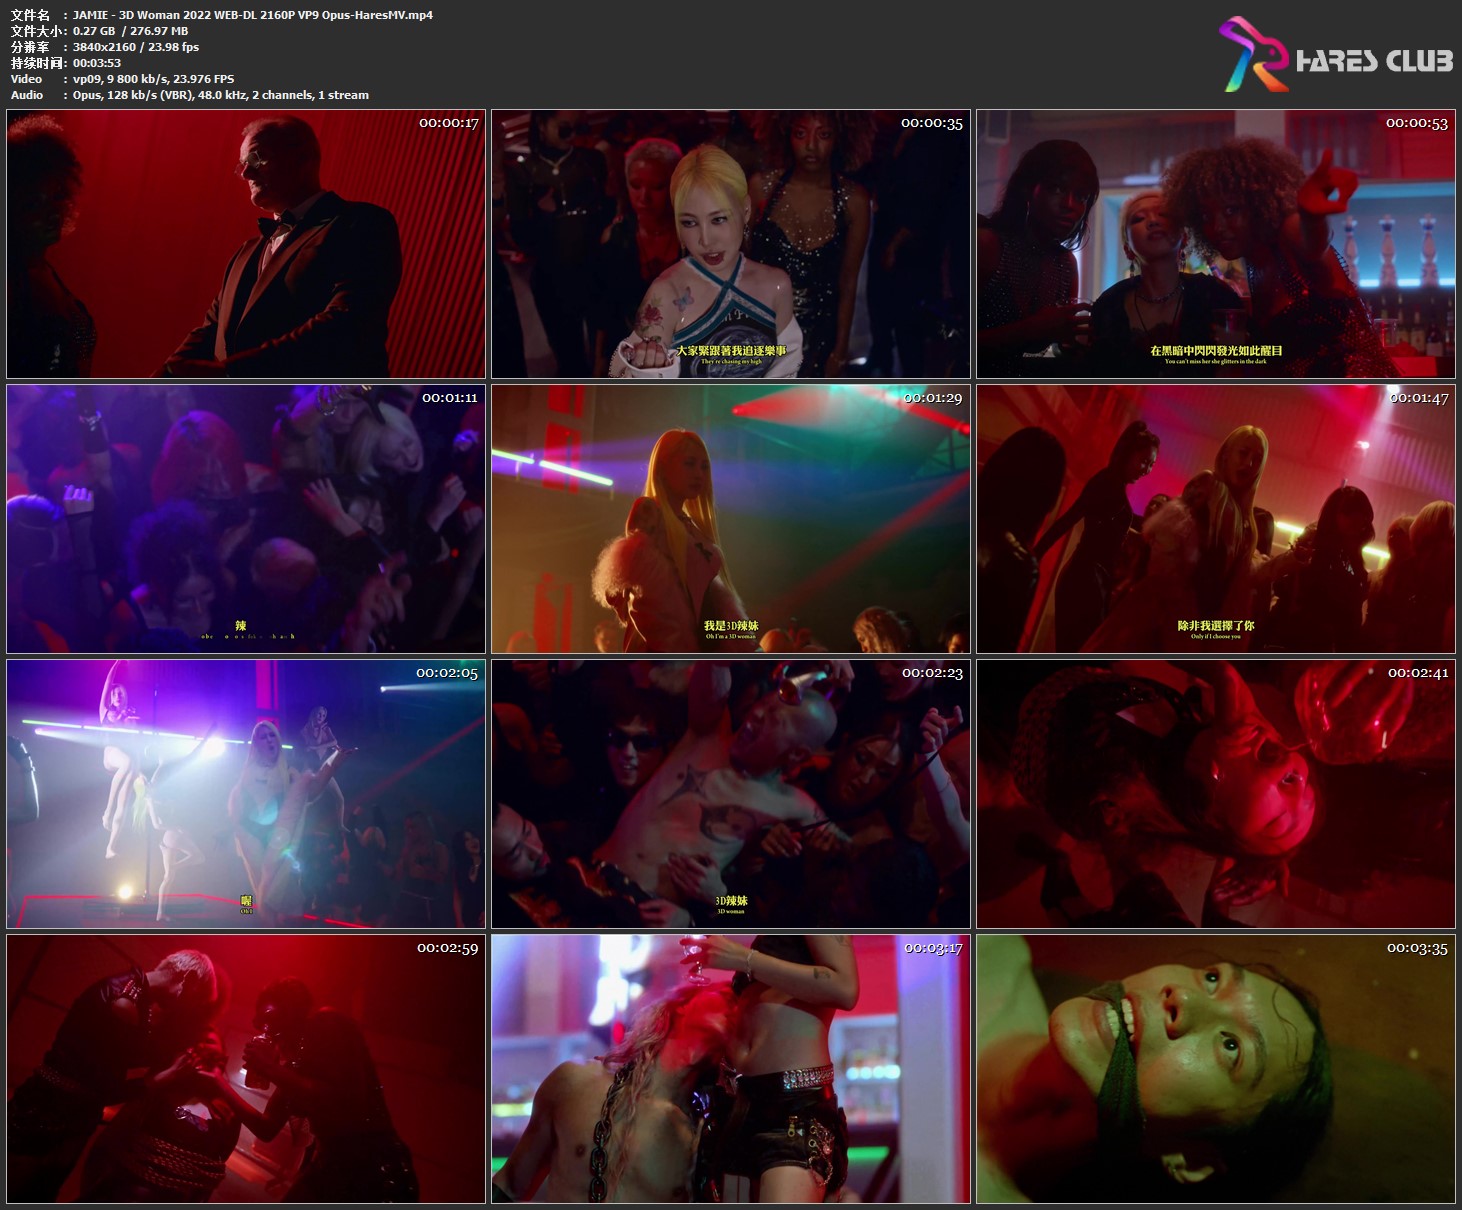 文件名 : JAMIE - 3D Woman 2022 WEB-DL 2160P VP9 Opus-HaresMV.mp4
文件大小: 0.27 GB / 276.97 MB
分辨率 : 3840x2160 / 23.98 fps
持续时间: 00:03:53
Video : vp09, 9 800 kb/s, 23.976 FPS
Audio : Opus, 128 kb/s (VBR), 48.0 kHz, 2 channels, 1 stream
HARES CLUB
00:00:17
00:00:35
大家緊跟著我追逐樂事
They're chasing my high
00:00:53
在黑暗中閃閃發光如此醒目
You can't miss her she glitters in the dark
00:01:11
辣
00:01:29
我是3D辣妹
Oh I'm a 3D woman
00:01:47
除非我選擇了你
Only if I choose you
00:02:05
喔
Oh I
00:02:23
3D辣妹
3D woman
00:02:41
00:02:59
00:03:17
00:03:35